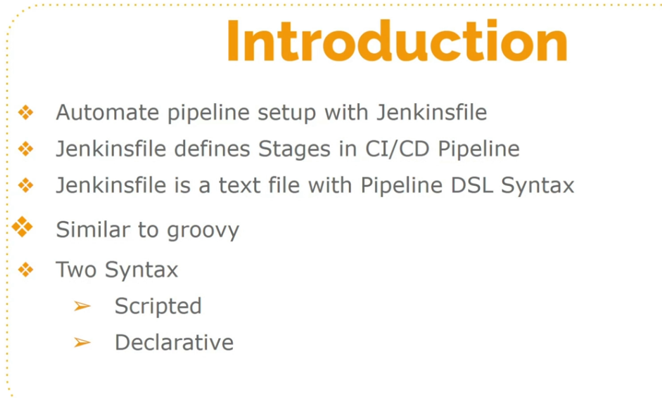 Introduction
Automate pipeline setup with Jenkinsfile
Jenkinsfile defines Stages in CI/CD Pipeline
Jenkinsfile is a text file with Pipeline DSL Syntax
Similar to groovy
Two Syntax
Scripted
Declarative